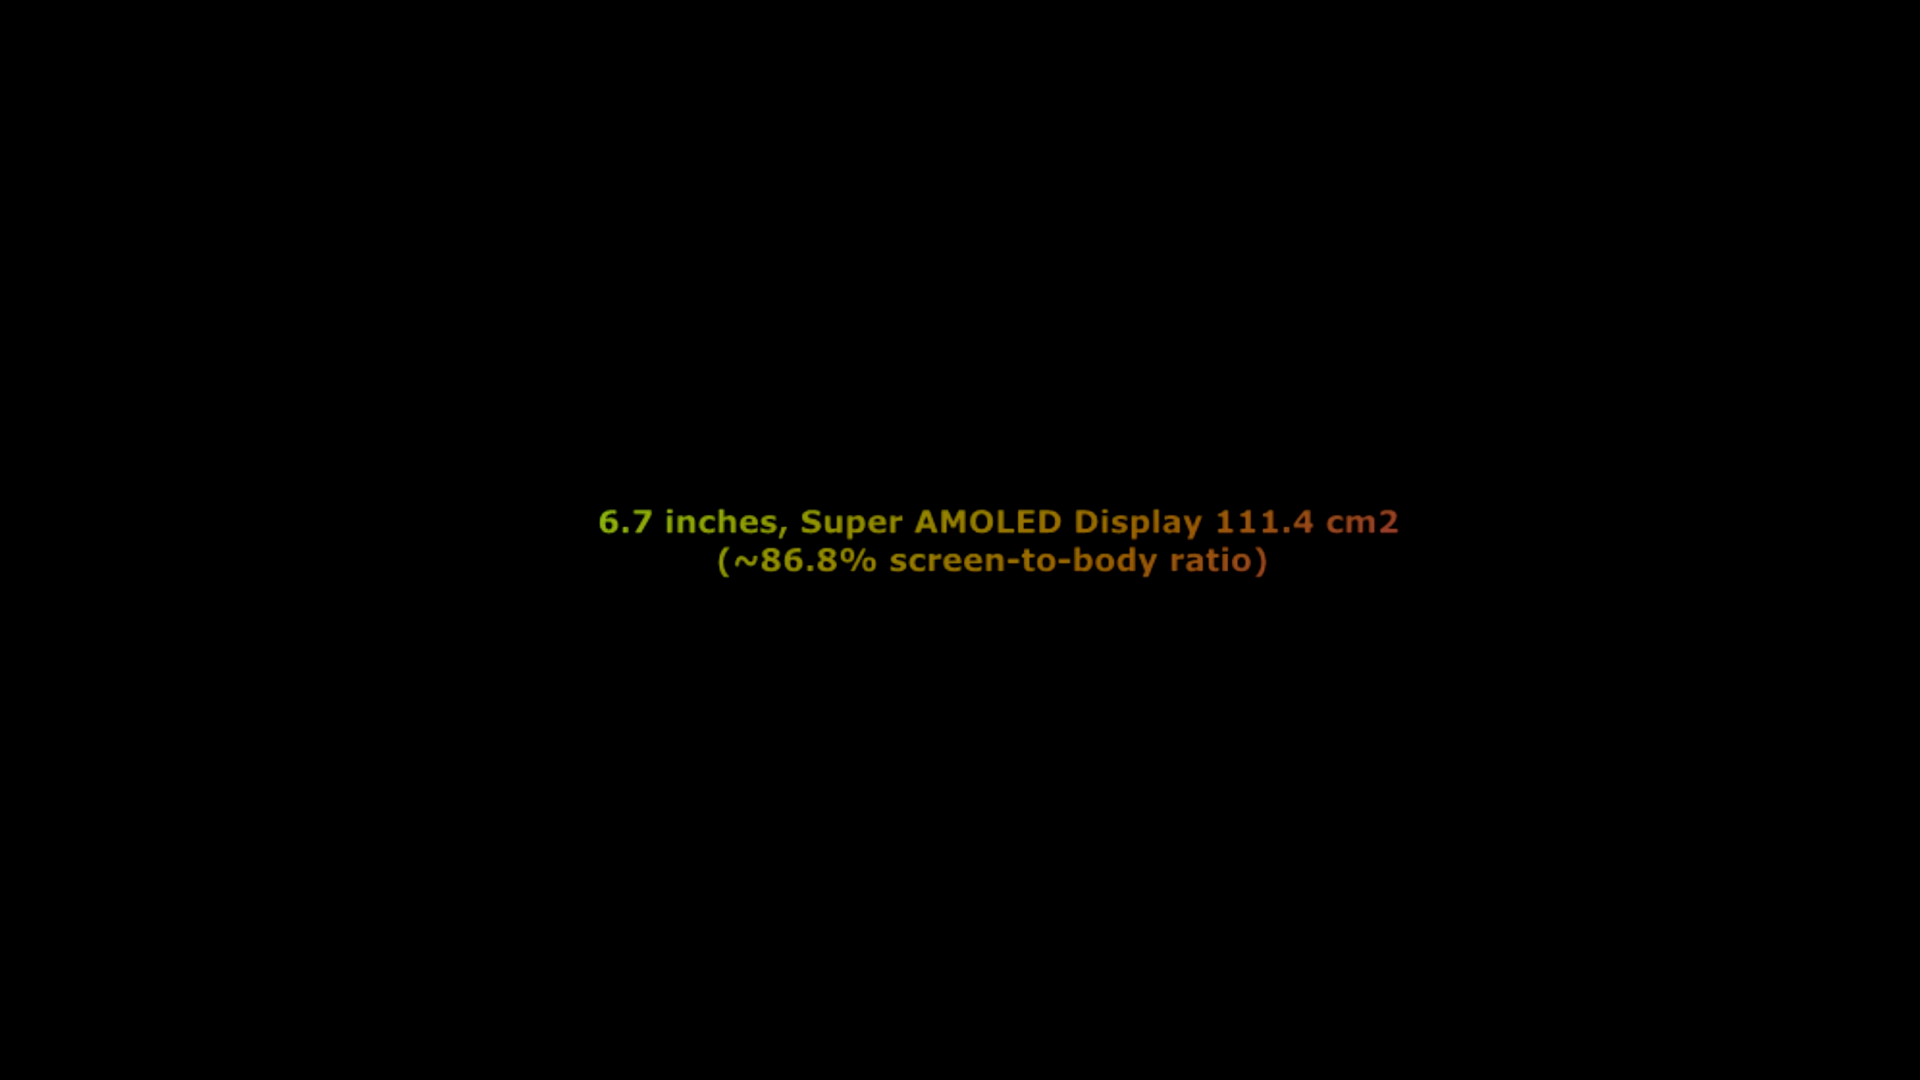 6.7 inches, Super AMOLED Display 111.4 cm2
(~86.8% screen-to-body ratio)